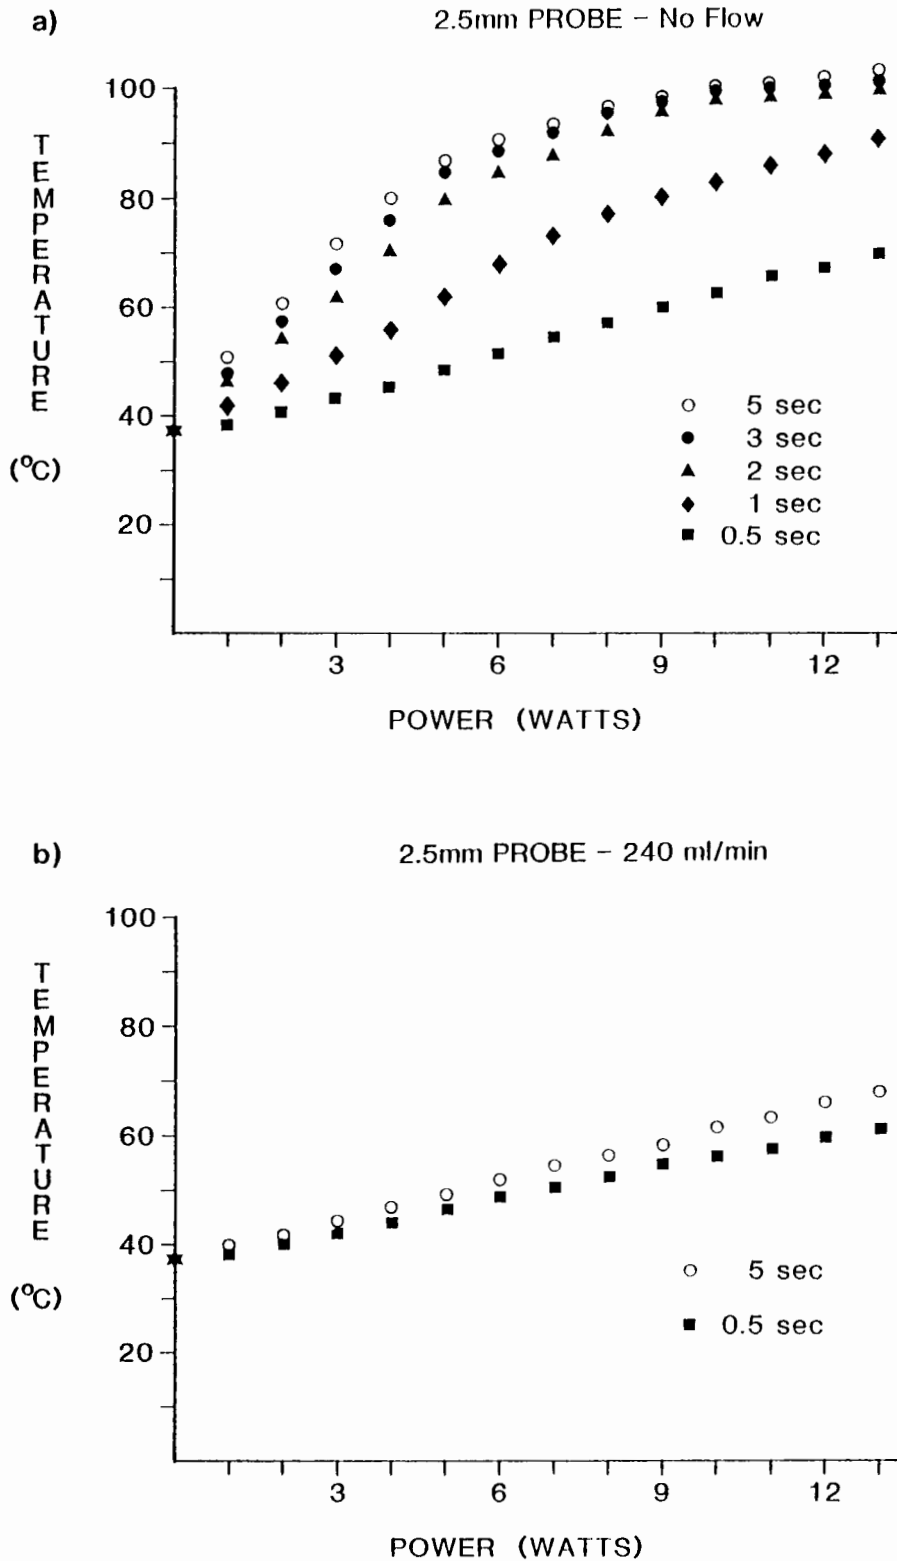 a)
2.5mm PROBE - No Flow
TEMPERATURE
(°C)
100
80
60
40
20
5 sec
3 sec
2 sec
1 sec
0.5 sec
3 6 9 12
POWER (WATTS)
b)
2.5mm PROBE - 240 ml/min
TEMPERATURE
(°C)
100
80
60
40
20
5 sec
0.5 sec
3 6 9 12
POWER (WATTS)